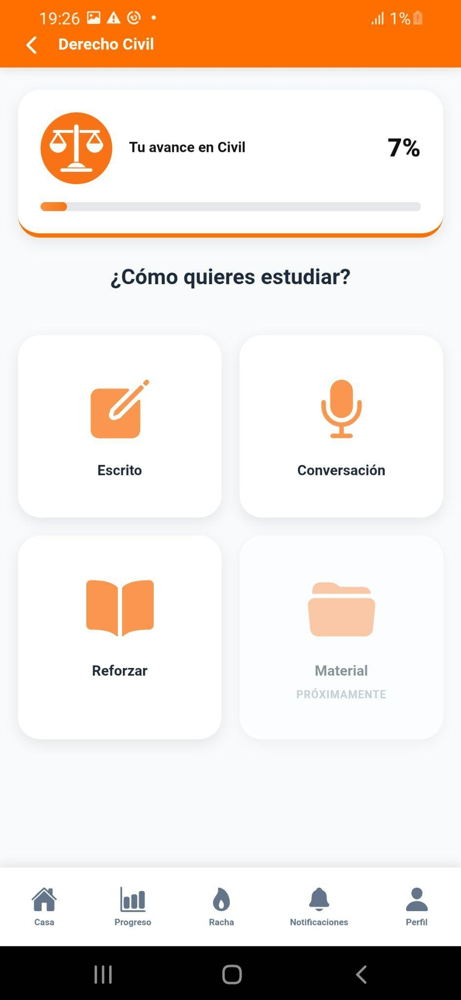 19:26
1%
Derecho Civil
Tu avance en Civil
7%
¿Cómo quieres estudiar?
Escrito
Conversación
Reforzar
Material
PRÓXIMAMENTE
Casa
Progreso
Racha
Notificaciones
Perfil